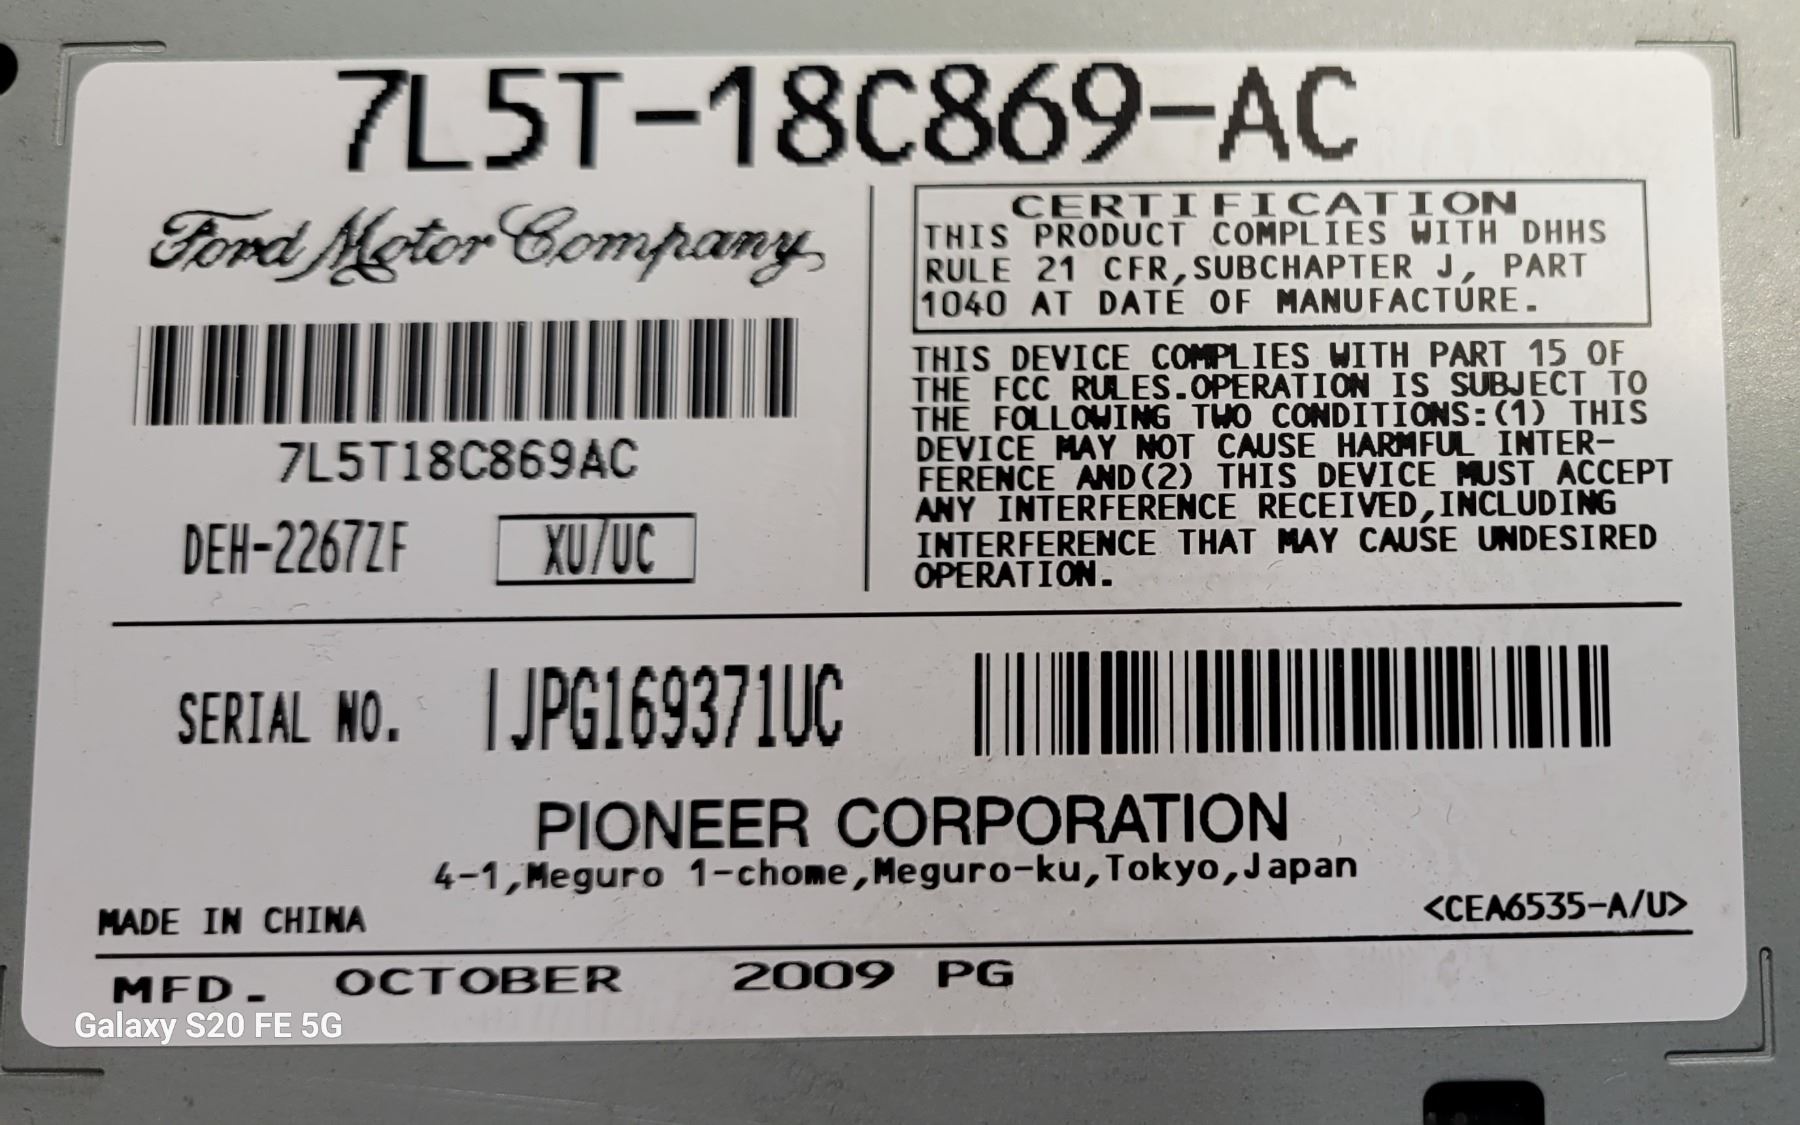 7L5T-18C869-AC
Ford Motor Company
7L5T18C869AC
DEH-2267ZF XU/UC
CERTIFICATION
THIS PRODUCT COMPLIES WITH DHHS
RULE 21 CFR,SUBCHAPTER J, PART
1040 AT DATE OF MANUFACTURE.
THIS DEVICE COMPLIES WITH PART 15 OF
THE FCC RULES.OPERATION IS SUBJECT TO
THE FOLLOWING TWO CONDITIONS:(1) THIS
DEVICE MAY NOT CAUSE HARMFUL INTER-
FERENCE AND(2) THIS DEVICE MUST ACCEPT
ANY INTERFERENCE RECEIVED,INCLUDING
INTERFERENCE THAT MAY CAUSE UNDESIRED
OPERATION.
SERIAL NO. IJPG169371UC
PIONEER CORPORATION
4-1,Meguro 1-chome,Meguro-ku,Tokyo,Japan
MADE IN CHINA <CEA6535-A/U>
MFD. OCTOBER 2009 PG
Galaxy S20 FE 5G